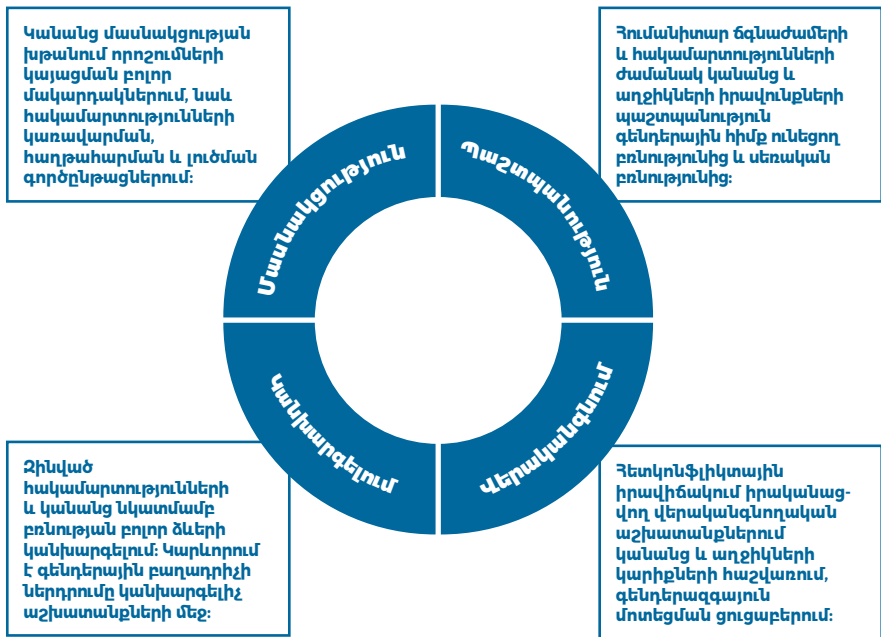 Կանանց մասնակցության
խթանում որոշումների
կայացման բոլոր
մակարդակներում, նաև
հակամարտությունների
կառավարման,
հաղթահարման և լուծման
գործընթացներում:
Հումանիտար ճգնաժամերի
և հակամարտությունների
ժամանակ կանանց և
աղջիկների իրավունքների
պաշտպանություն
գենդերային հիմք ունեցող
բռնությունից և սեռական
բռնությունից:
Մասնակցություն
Պաշտպանություն
Կանխարգելում
Վերականգնում
Զինված
հակամարտությունների
և կանանց նկատմամբ
բռնության բոլոր ձևերի
կանխարգելում: Կարևորում
է գենդերային բաղադրիչի
ներդրումը կանխարգելիչ
աշխատանքների մեջ:
Հետկոնֆլիկտային
իրավիճակում իրականաց-
վող վերականգնողական
աշխատանքներում
կանանց և աղջիկների
կարիքների հաշվառում,
գենդերազգայուն
մոտեցման ցուցաբերում: